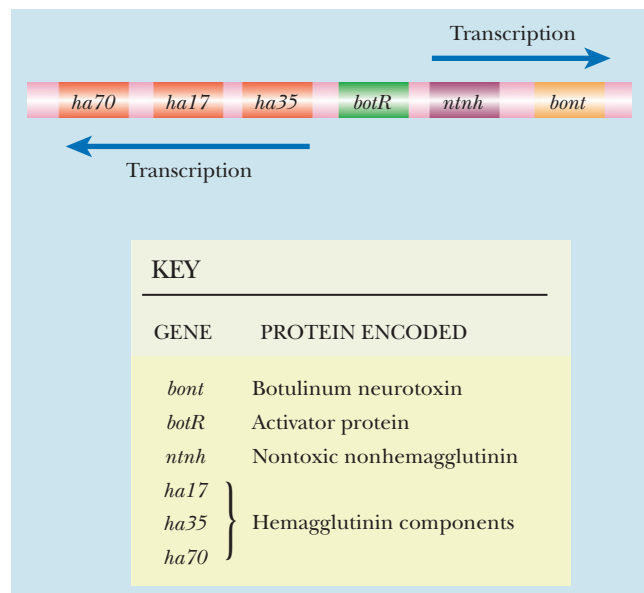 Transcription
ha70 ha17 ha35 botR ntnh bont
Transcription
KEY
GENE PROTEIN ENCODED
bont Botulinum neurotoxin
botR Activator protein
ntnh Nontoxic nonhemagglutinin
ha17
ha35 Hemagglutinin components
ha70